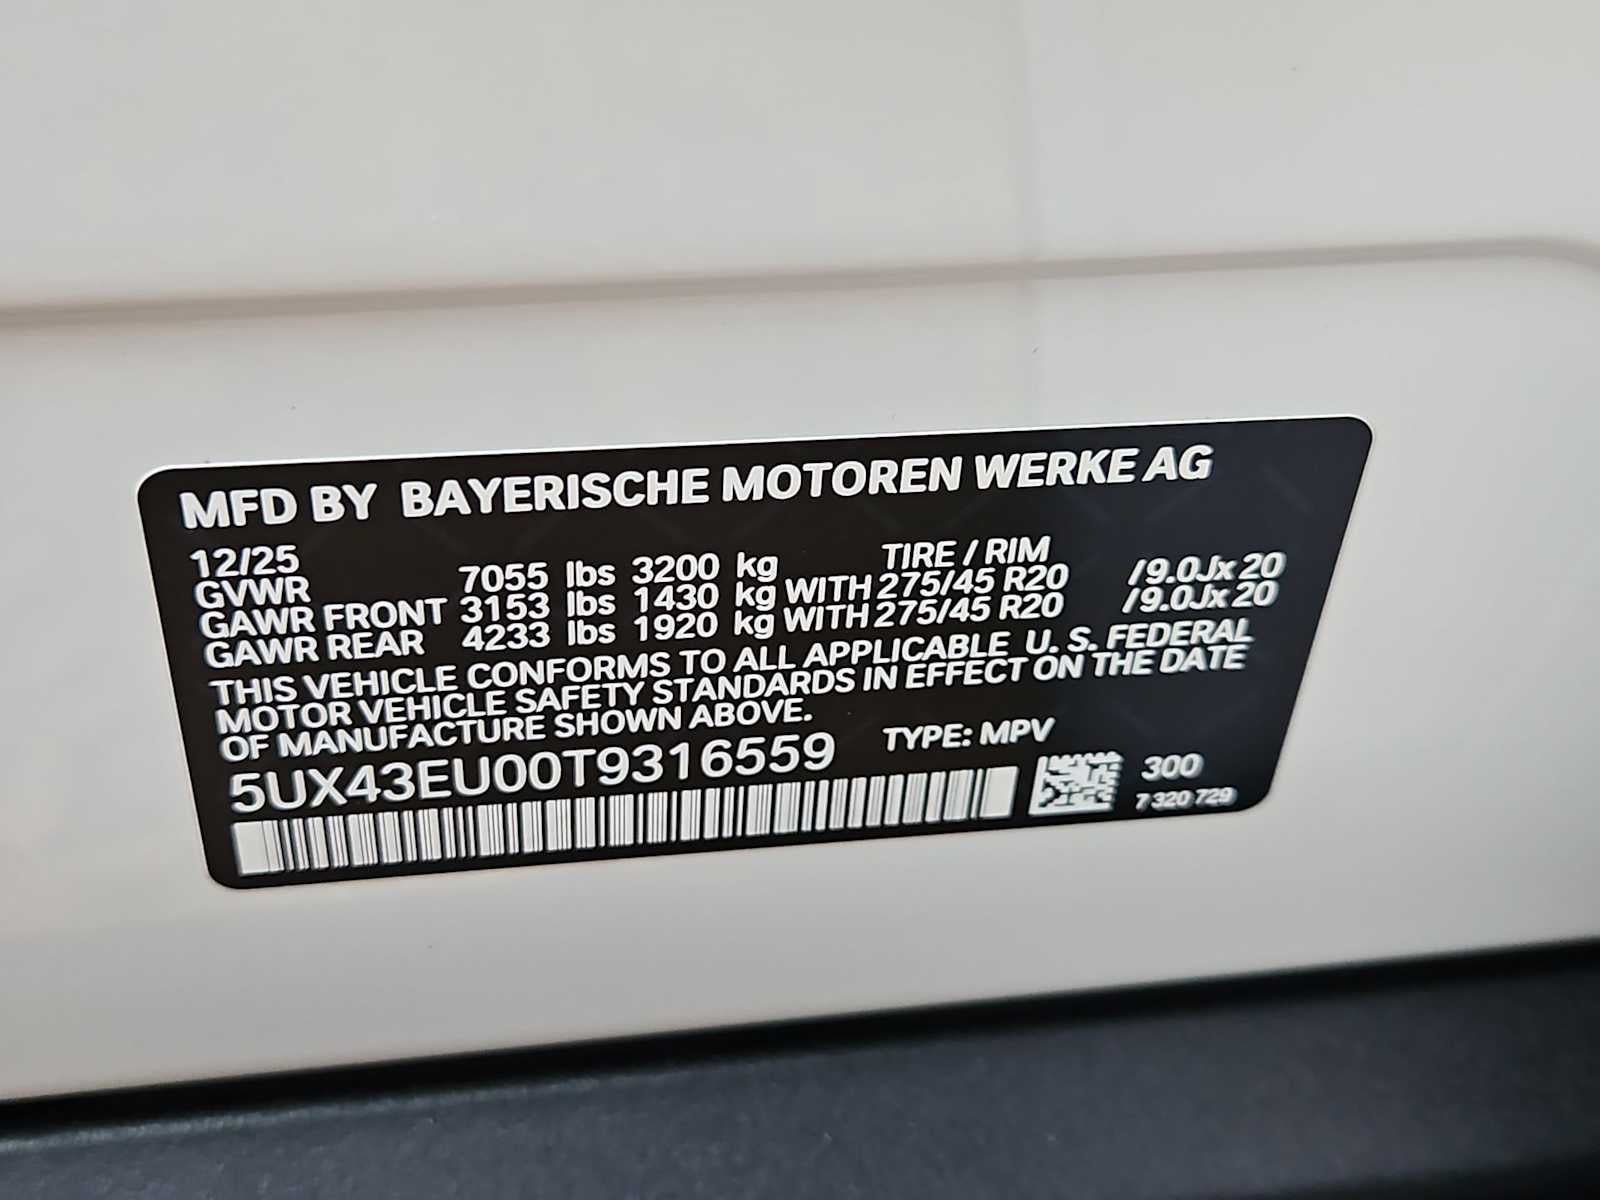 MFD BY BAYERISCHE MOTOREN WERKE AG
12/25 TIRE / RIM
GVWR 7055 lbs 3200 kg
GAWR FRONT 3153 lbs 1430 kg WITH 275/45 R20 /9.0Jx20
GAWR REAR 4233 lbs 1920 kg WITH 275/45 R20 /9.0Jx20
THIS VEHICLE CONFORMS TO ALL APPLICABLE U. S. FEDERAL
MOTOR VEHICLE SAFETY STANDARDS IN EFFECT ON THE DATE
OF MANUFACTURE SHOWN ABOVE.
5UX43EU00T9316559 TYPE: MPV
300
7 320 729